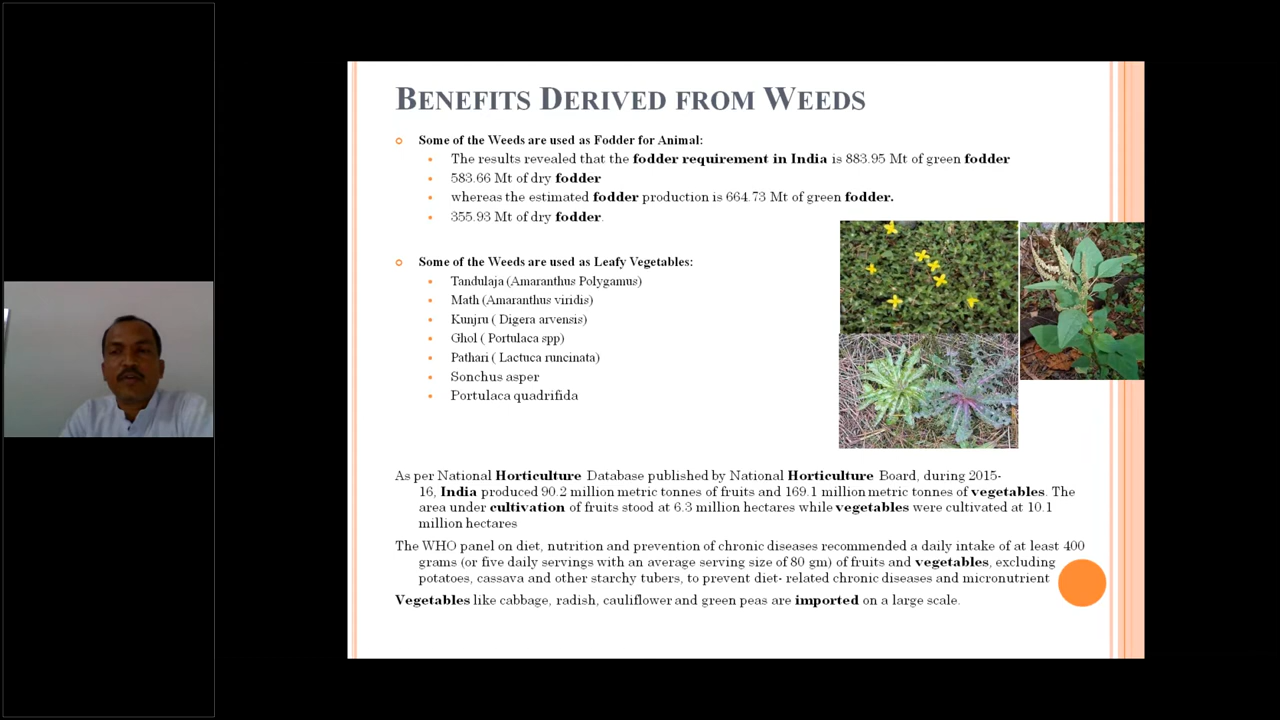 BENEFITS DERIVED FROM WEEDS
Some of the Weeds are used as Fodder for Animal:
The results revealed that the fodder requirement in India is 883.95 Mt of green fodder
583.66 Mt of dry fodder
whereas the estimated fodder production is 664.73 Mt of green fodder.
355.93 Mt of dry fodder.
Some of the Weeds are used as Leafy Vegetables:
Tandulaja (Amaranthus Polygamus)
Math (Amaranthus viridis)
Kunjru ( Digera arvensis)
Ghol ( Portulaca spp)
Pathari ( Lactuca runcinata)
Sonchus asper
Portulaca quadrifida
As per National Horticulture Database published by National Horticulture Board, during 2015-
16, India produced 90.2 million metric tonnes of fruits and 169.1 million metric tonnes of vegetables. The
area under cultivation of fruits stood at 6.3 million hectares while vegetables were cultivated at 10.1
million hectares
The WHO panel on diet, nutrition and prevention of chronic diseases recommended a daily intake of at least 400
grams (or five daily servings with an average serving size of 80 gm) of fruits and vegetables, excluding
potatoes, cassava and other starchy tubers, to prevent diet- related chronic diseases and micronutrient
Vegetables like cabbage, radish, cauliflower and green peas are imported on a large scale.